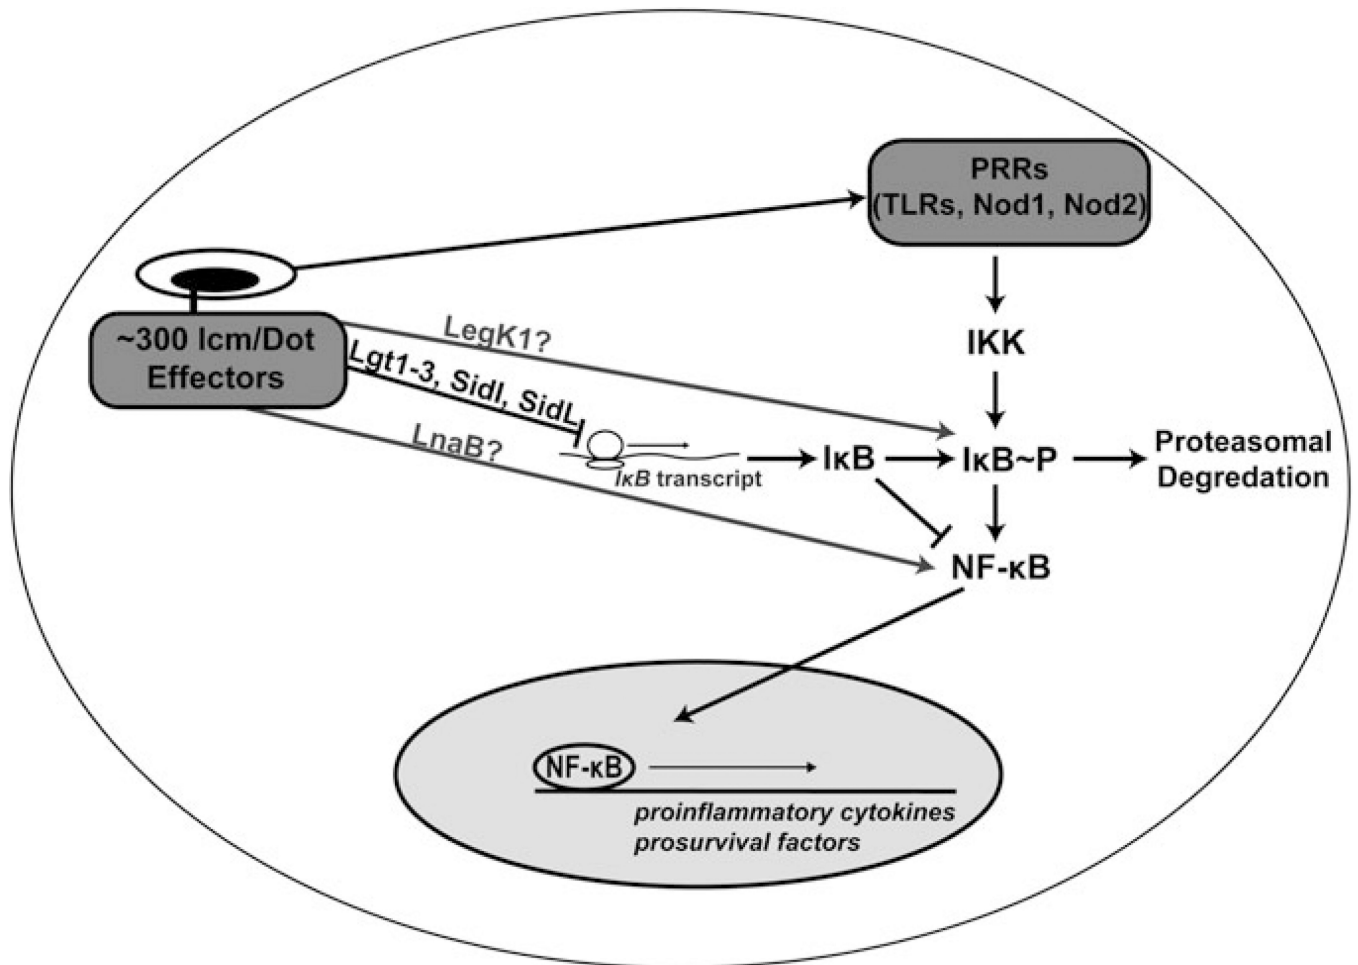 PRRs
(TLRs, Nod1, Nod2)
~300 Icm/Dot
Effectors
LegK1?
Lgt1-3, SidI, SidL
LnaB?
IKK
IκB transcript
IκB
IκB~P
Proteasomal
Degredation
NF-κB
NF-κB
proinflammatory cytokines
prosurvival factors